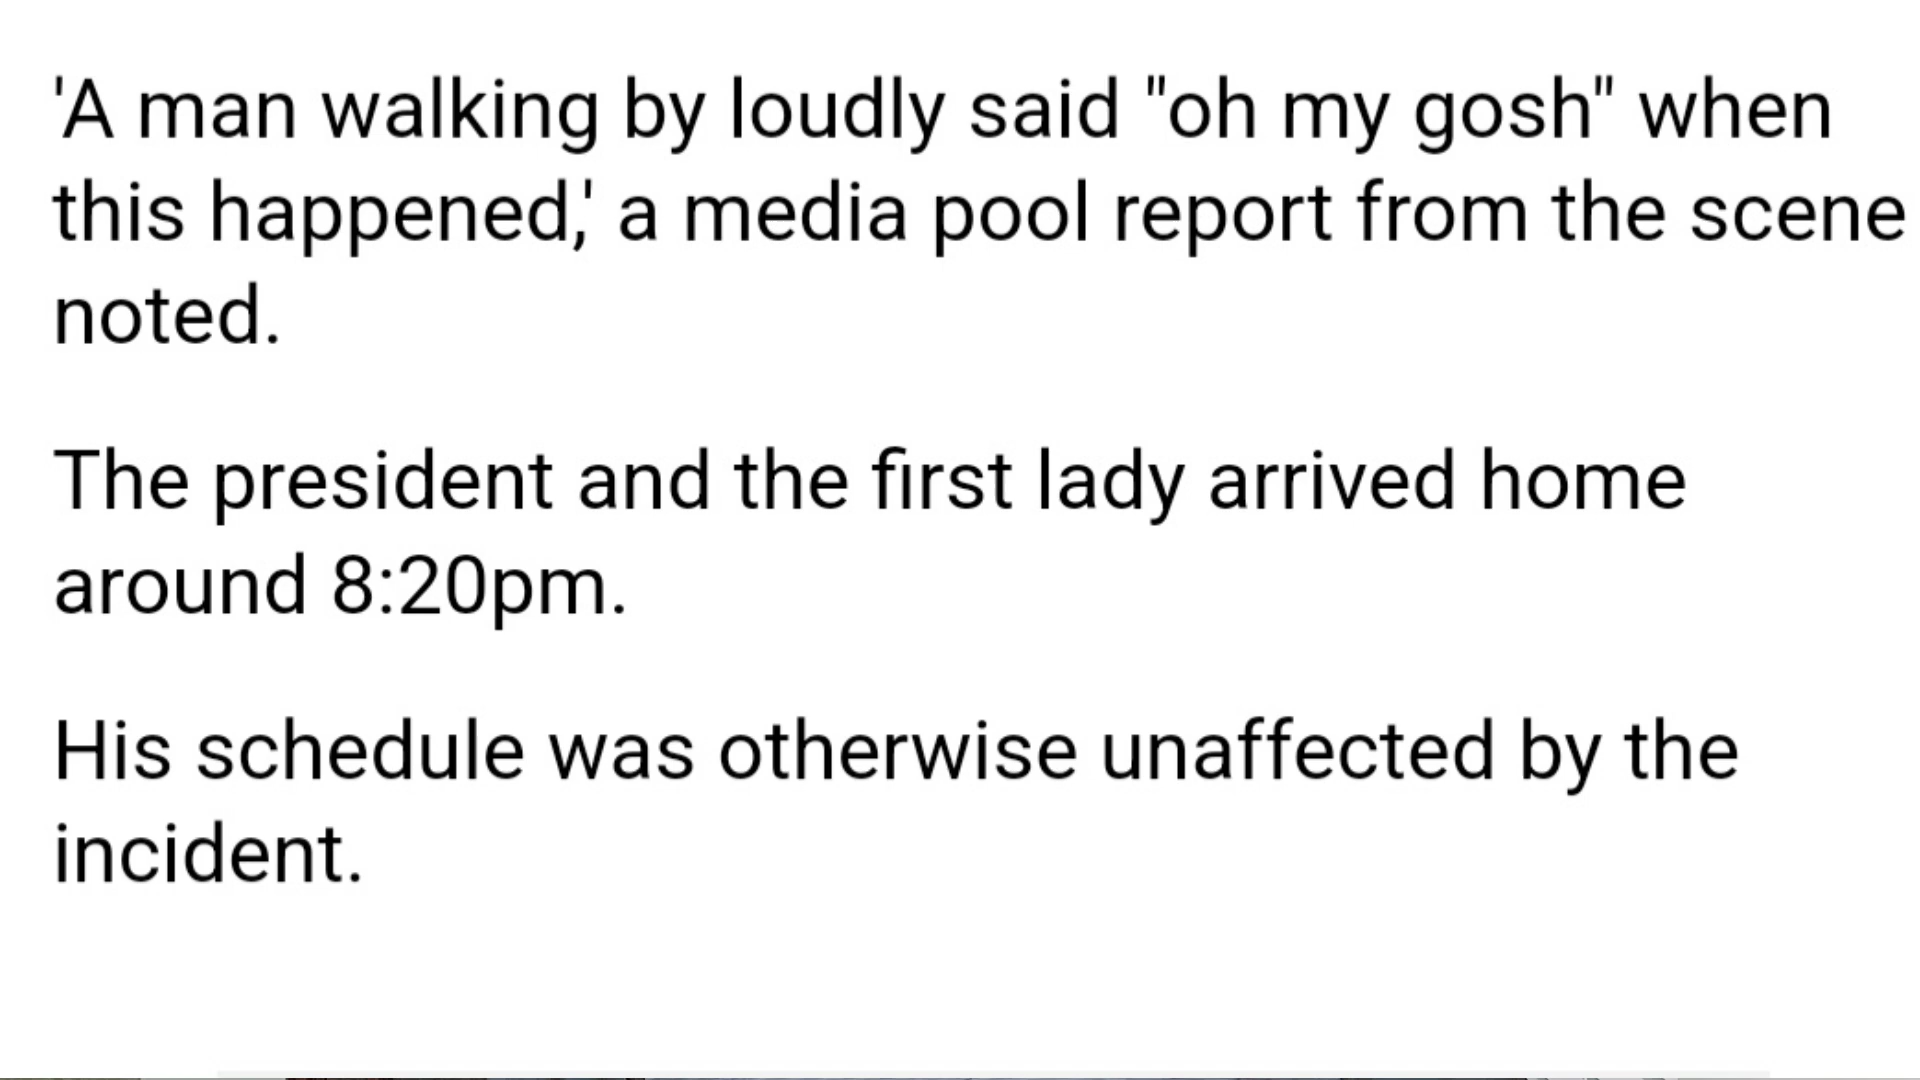 'A man walking by loudly said "oh my gosh" when
this happened,' a media pool report from the scene
noted.
The president and the first lady arrived home
around 8:20pm.
His schedule was otherwise unaffected by the
incident.